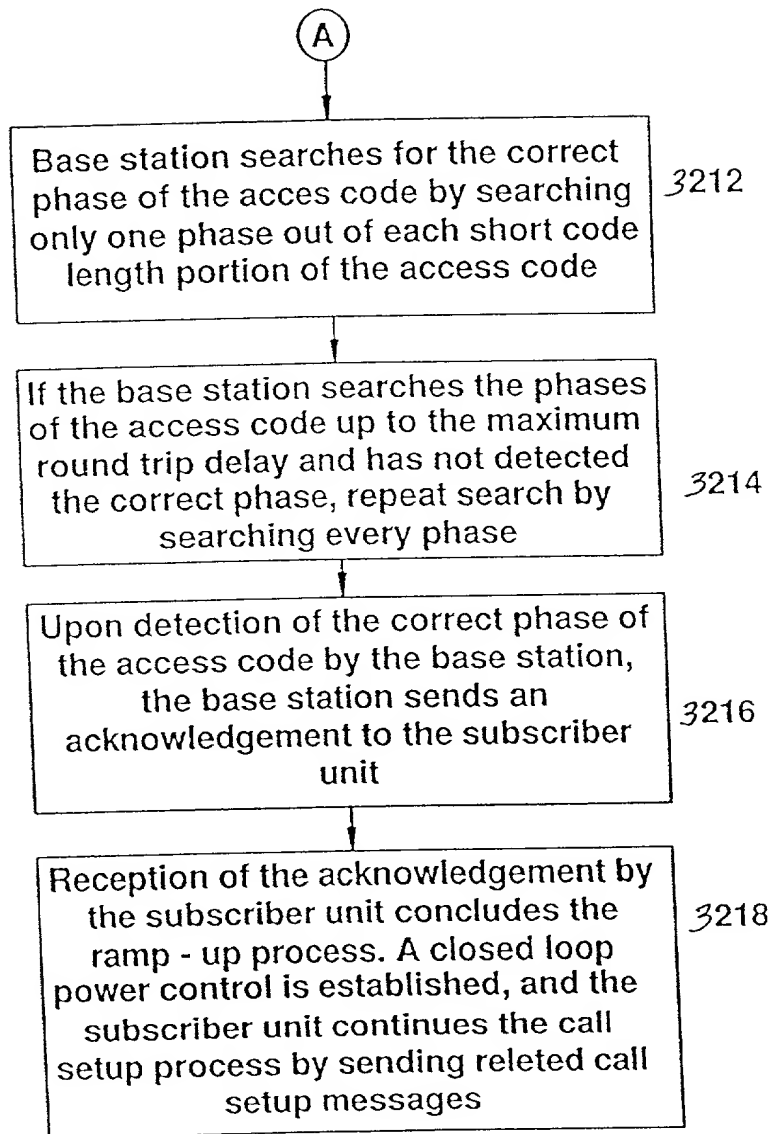 A
Base station searches for the correct
phase of the acces code by searching
only one phase out of each short code
length portion of the access code
3212
If the base station searches the phases
of the access code up to the maximum
round trip delay and has not detected
the correct phase, repeat search by
searching every phase
3214
Upon detection of the correct phase of
the access code by the base station,
the base station sends an
acknowledgement to the subscriber
unit
3216
Reception of the acknowledgement by
the subscriber unit concludes the
ramp - up process. A closed loop
power control is established, and the
subscriber unit continues the call
setup process by sending releted call
setup messages
3218